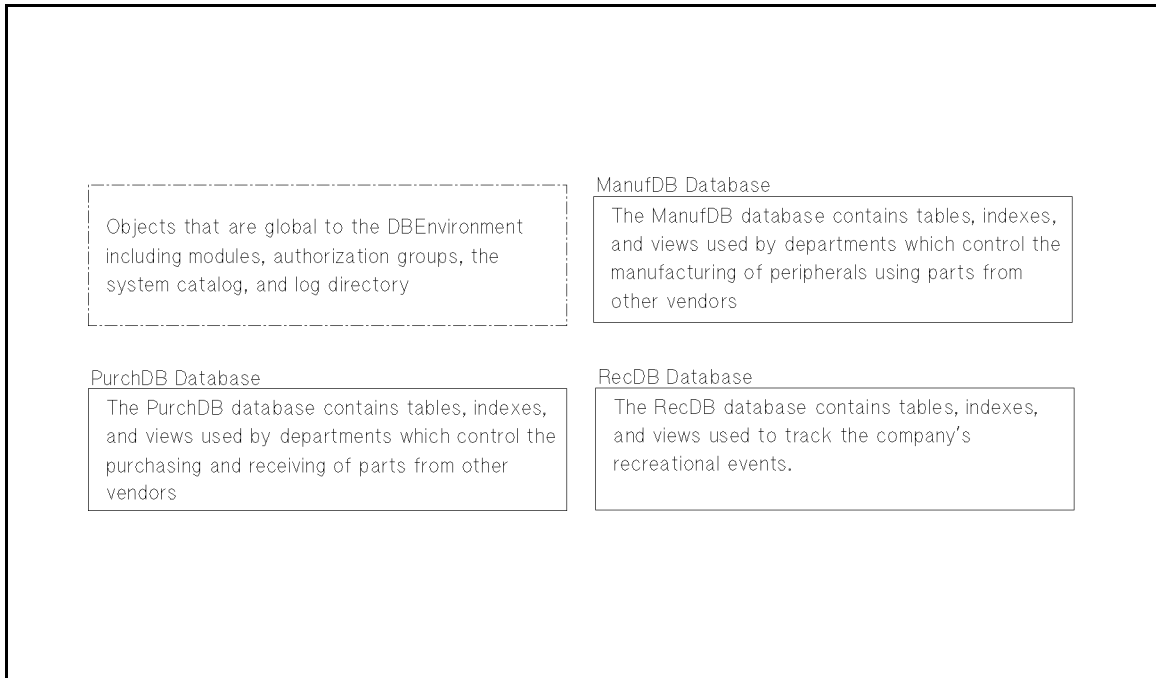 Objects that are global to the DBEnvironment
including modules, authorization groups, the
system catalog, and log directory
ManufDB Database
The ManufDB database contains tables, indexes,
and views used by departments which control the
manufacturing of peripherals using parts from
other vendors
PurchDB Database
The PurchDB database contains tables, indexes,
and views used by departments which control the
purchasing and receiving of parts from other
vendors
RecDB Database
The RecDB database contains tables, indexes,
and views used to track the company's
recreational events.